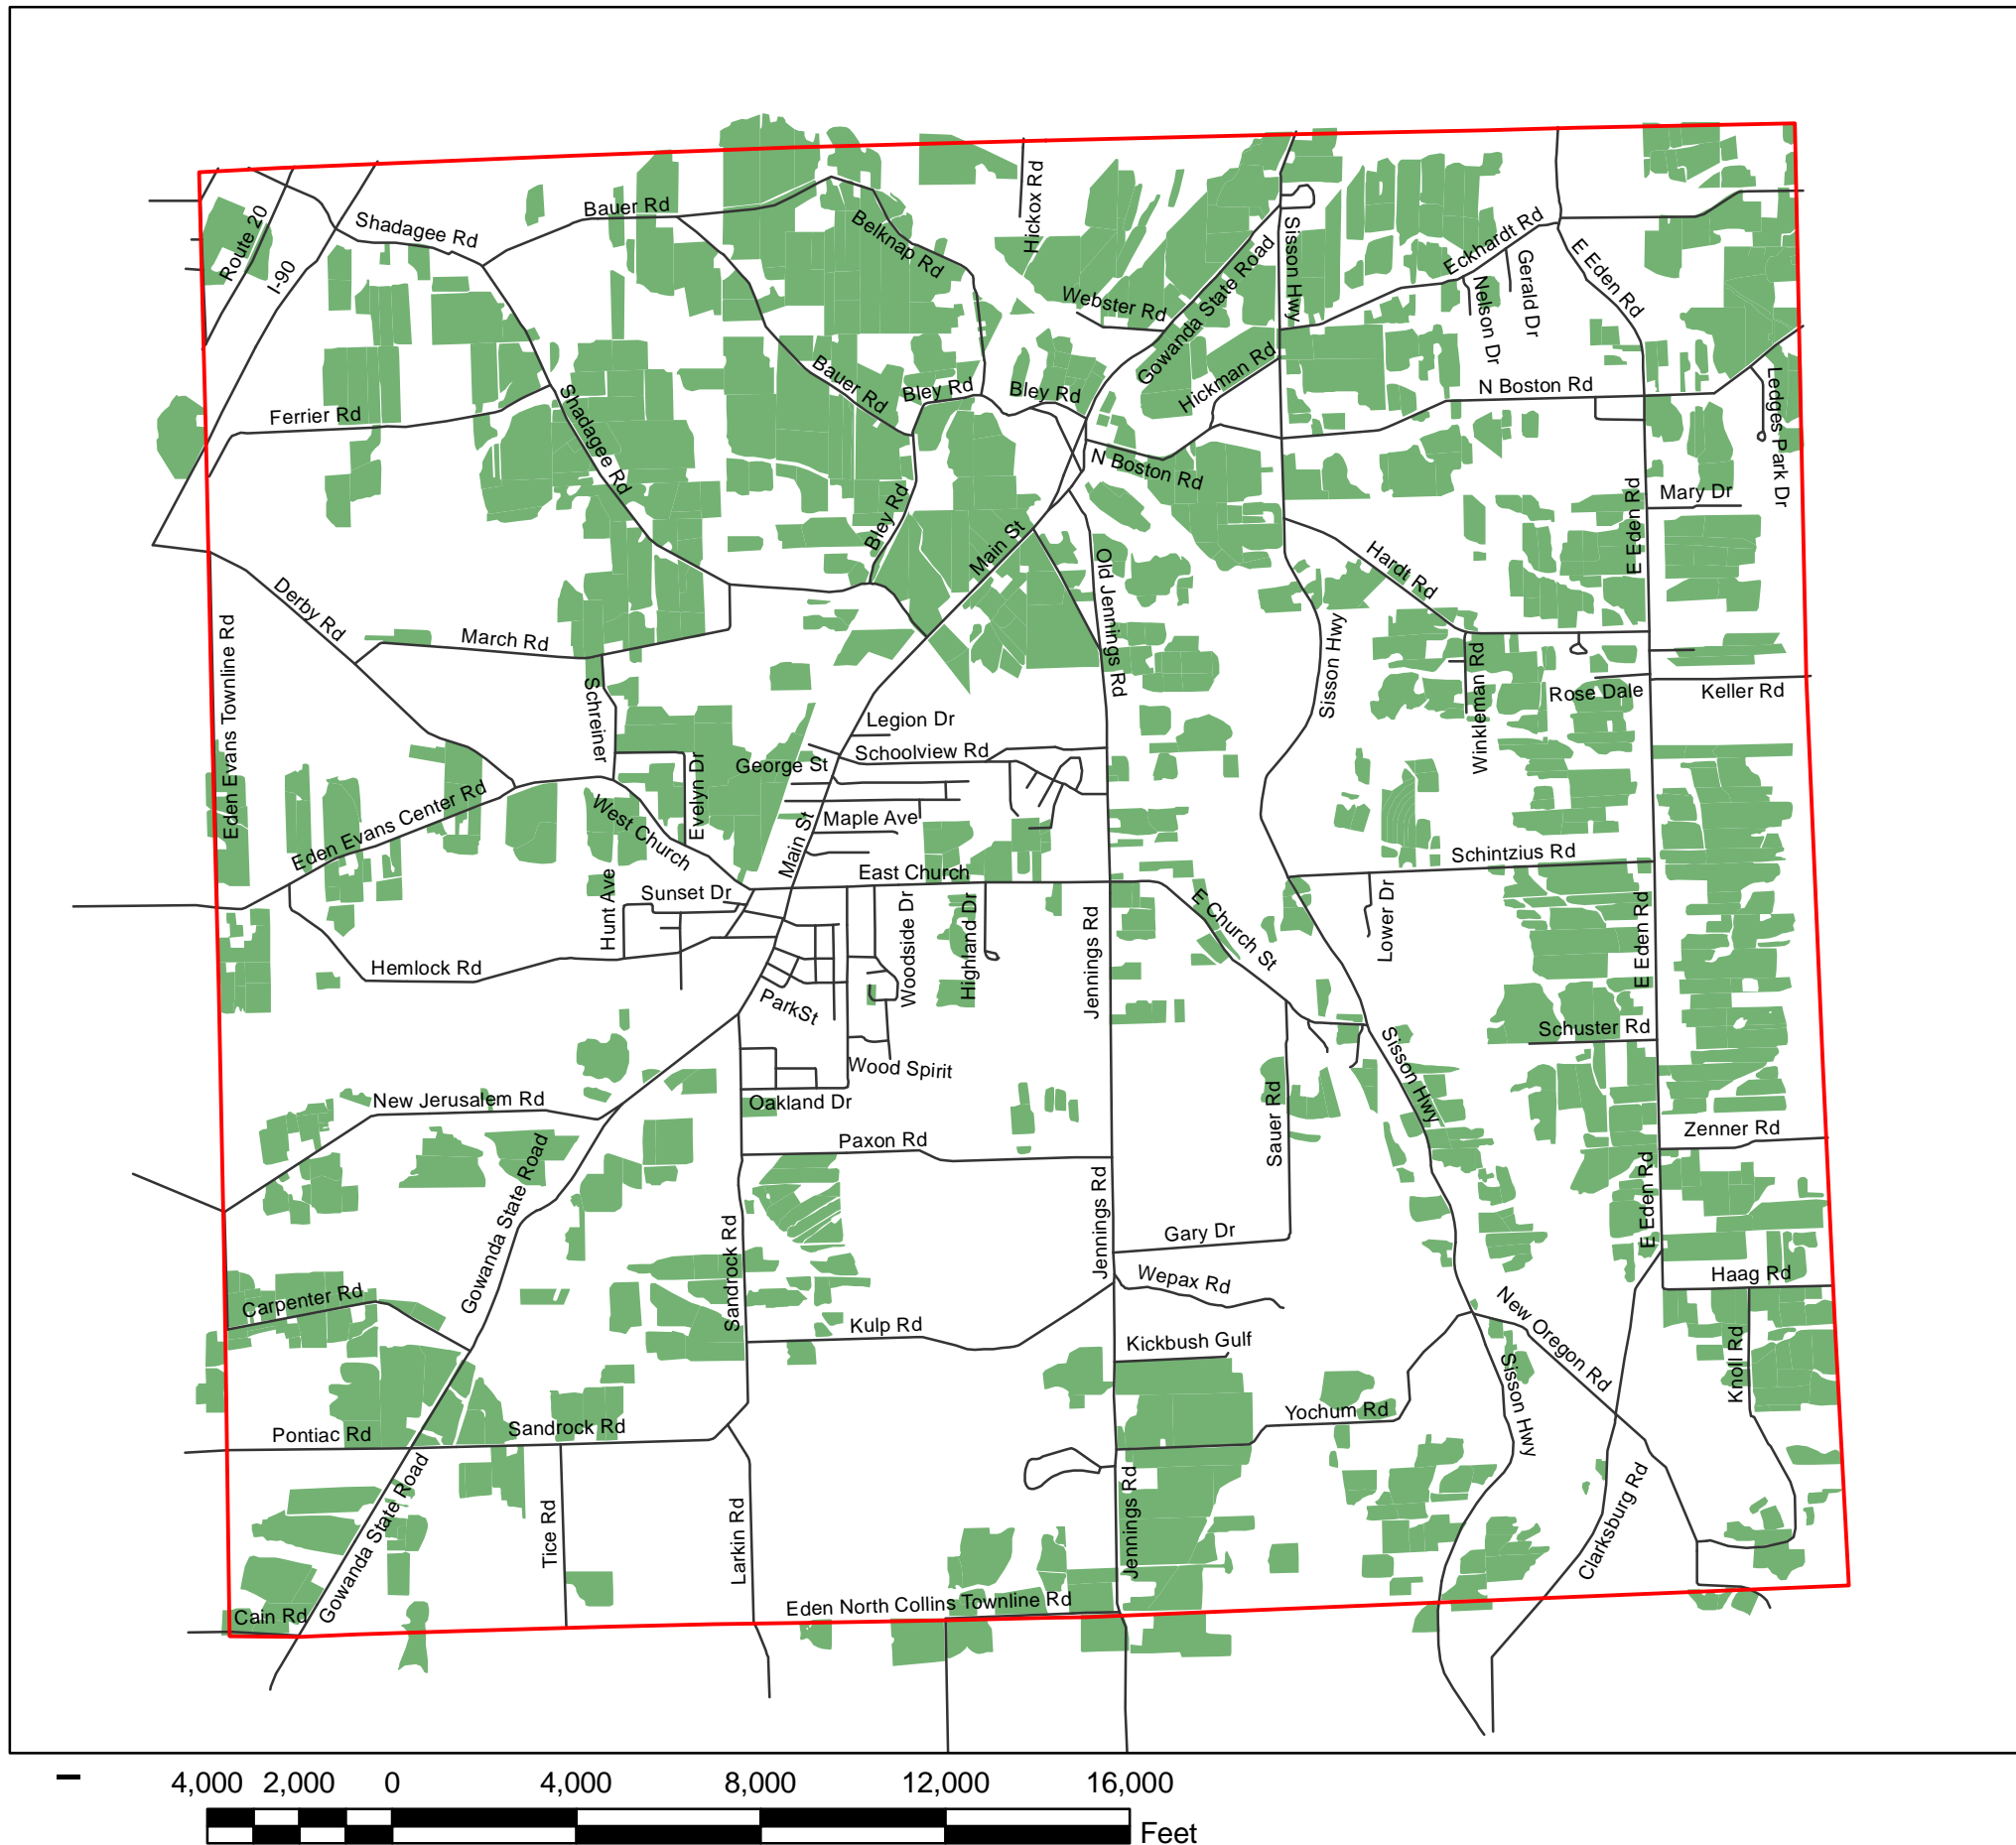 Hickox Rd
Route 20
I-90
Shadagee Rd
Bauer Rd
Belknap Rd
Webster Rd
Gowanda State Road
Sisson Hwy
Eckhardt Rd
Gerald Dr
Nelson Dr
E Eden Rd
Ferrier Rd
Shadagee Rd
Bauer Rd
Bley Rd
Bley Rd
Hickman Rd
N Boston Rd
Ledges Park Dr
N Boston Rd
Bley Rd
Main St
Old Jennings Rd
Hardt Rd
E Eden Rd
Mary Dr
Derby Rd
March Rd
Eden Evans Townline Rd
Schreiner
Sisson Hwy
Winkleman Rd
Rose Dale
Keller Rd
Legion Dr
Schoolview Rd
George St
Evelyn Dr
Maple Ave
Main St
Eden Evans Center Rd
West Church
East Church
Schintzius Rd
Hunt Ave
Sunset Dr
Woodside Dr
Highland Dr
Jennings Rd
E Church St
Lower Dr
E Eden Rd
Hemlock Rd
ParkSt
Wood Spirit
Schuster Rd
Sisson Hwy
New Jerusalem Rd
Oakland Dr
Sauer Rd
Paxon Rd
Zenner Rd
Gowanda State Road
Sandrock Rd
Jennings Rd
Gary Dr
E Eden Rd
Wepax Rd
Haag Rd
Carpenter Rd
Kulp Rd
Kickbush Gulf
New Oregon Rd
Knoll Rd
Sisson Hwy
Yochum Rd
Pontiac Rd
Sandrock Rd
Gowanda State Road
Tice Rd
Larkin Rd
Jennings Rd
Clarksburg Rd
Cain Rd
Eden North Collins Townline Rd
4,000 2,000 0 4,000 8,000 12,000 16,000
Feet